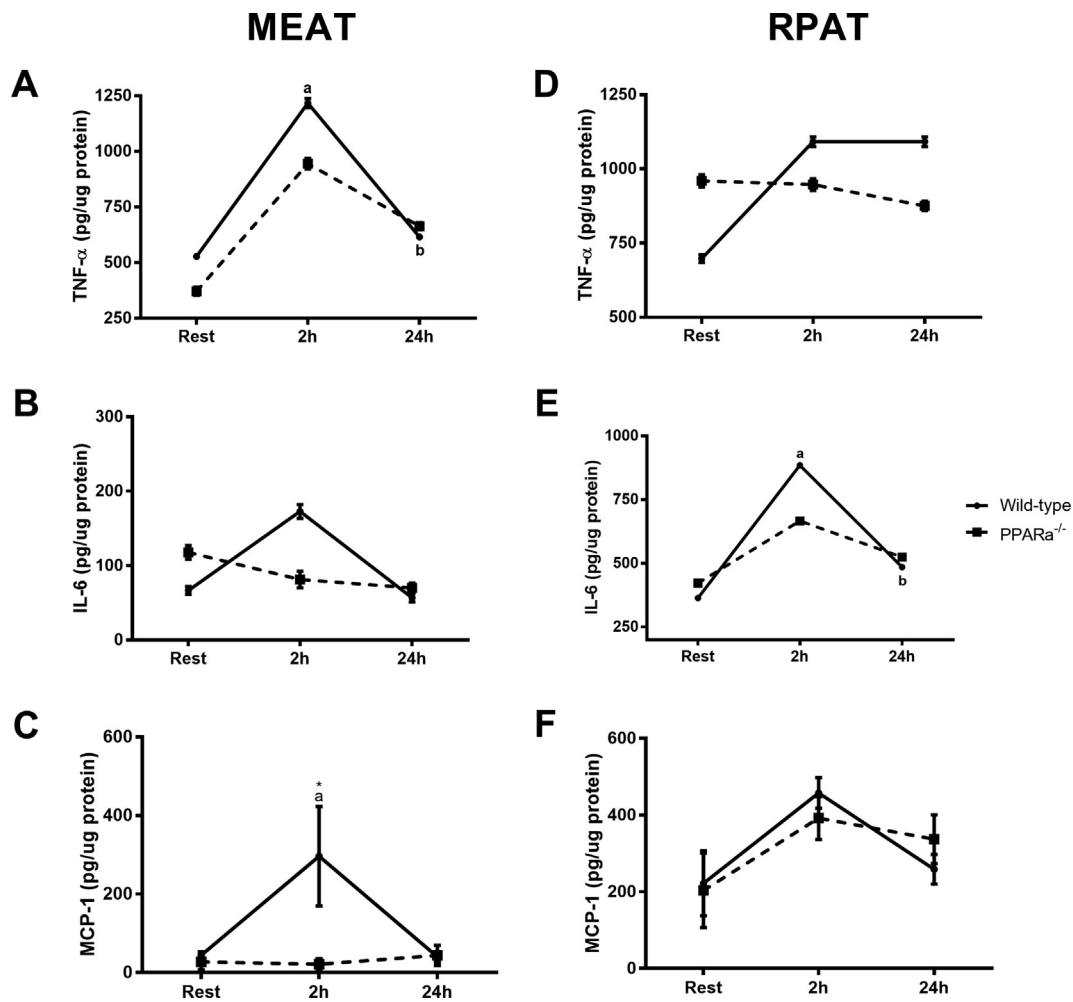 MEAT
RPAT
A
TNF-α (pg/ug protein)
1250
1000
750
500
250
a
b
Rest 2h 24h
D
TNF-α (pg/ug protein)
1250
1000
750
500
Rest 2h 24h
B
IL-6 (pg/ug protein)
300
200
100
0
Rest 2h 24h
E
IL-6 (pg/ug protein)
1000
750
500
250
a
b
Rest 2h 24h
Wild-type
PPARa-/-
C
MCP-1 (pg/ug protein)
600
400
200
0
*
a
Rest 2h 24h
F
MCP-1 (pg/ug protein)
600
400
200
0
Rest 2h 24h